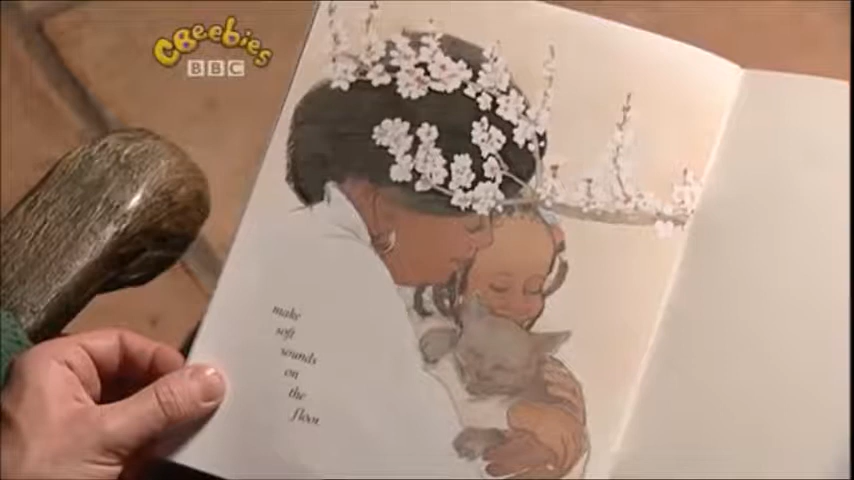 CBeebies
BBC
make
soft
sounds
on
the
floor.